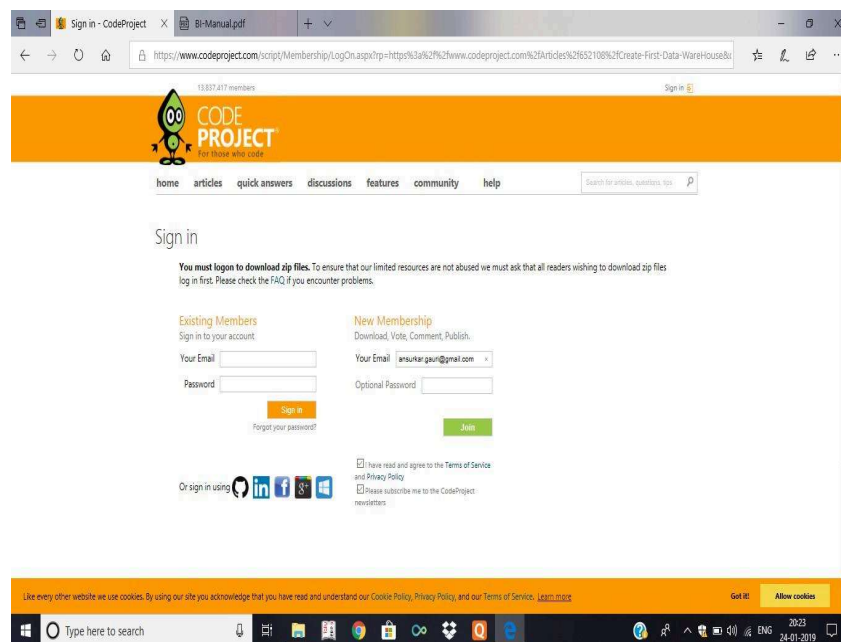 Sign in - CodeProject
BI-Manual.pdf
https://www.codeproject.com/script/Membership/LogOn.aspx?rp=https%3a%2f%2fwww.codeproject.com%2fArticles%2f652108%2fCreate-First-Data-WareHouse&
13,837,417 members
Sign in
CODE
PROJECT
For those who code
home articles quick answers discussions features community help
Search for articles, questions, tips
Sign in
You must logon to download zip files. To ensure that our limited resources are not abused we must ask that all readers wishing to download zip files
log in first. Please check the FAQ if you encounter problems.
Existing Members
Sign in to your account
Your Email
Password
Sign in
Forgot your password?
Or sign in using
New Membership
Download, Vote, Comment, Publish.
Your Email ansurkar.gauri@gmail.com
Optional Password
Join
I have read and agree to the Terms of Service
and Privacy Policy
Please subscribe me to the CodeProject
newsletters
Like every other website we use cookies. By using our site you acknowledge that you have read and understand our Cookie Policy, Privacy Policy, and our Terms of Service. Learn more
Got it!
Allow cookies
Type here to search
ENG
20:23
24-01-2019